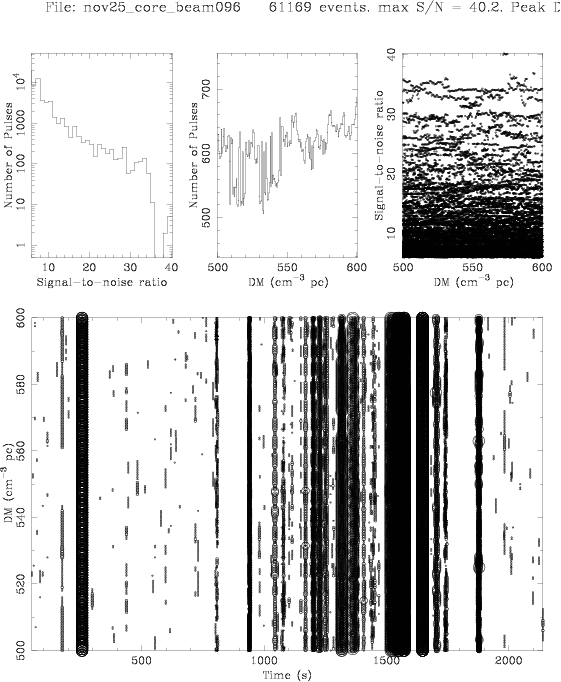 File: nov25_core_beam096 61169 events. max S/N = 40.2. Peak
Number of Pulses
10⁴
1000
100
10
1
10 20 30 40
Signal-to-noise ratio
Number of Pulses
700
600
500
500 550 600
DM (cm⁻³ pc)
Signal-to-noise ratio
40
30
20
10
500 550 600
DM (cm⁻³ pc)
DM (cm⁻³ pc)
600
580
560
540
520
500
500 1000 1500 2000
Time (s)